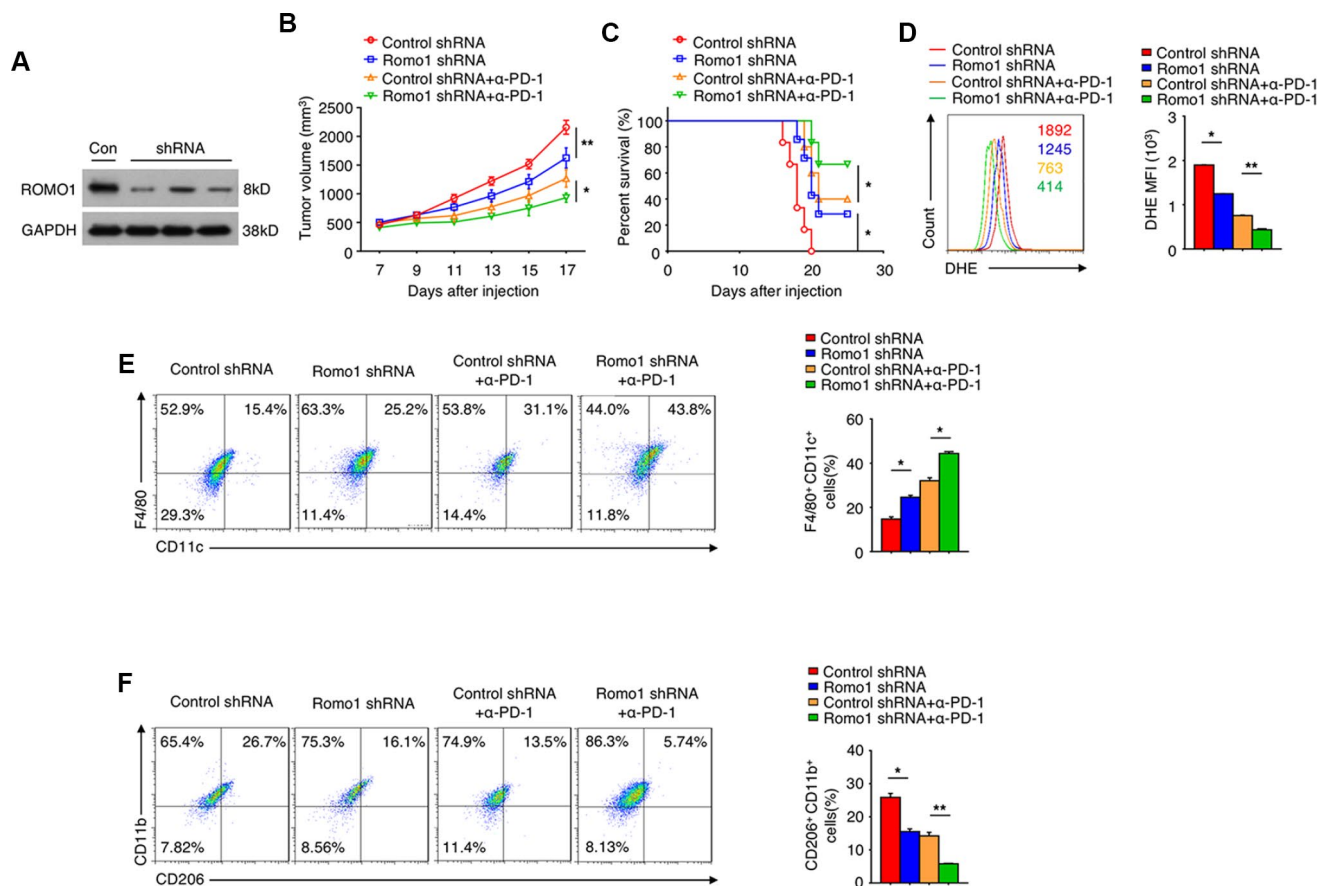 A
Con
shRNA
ROMO1
8kD
GAPDH
38kD
B
Control shRNA
Romo1 shRNA
Control shRNA+α-PD-1
Romo1 shRNA+α-PD-1
Tumor volume (mm³)
2500
2000
1500
1000
500
0
7 9 11 13 15 17
Days after injection
**
*
C
Control shRNA
Romo1 shRNA
Control shRNA+α-PD-1
Romo1 shRNA+α-PD-1
Percent survival (%)
100
80
60
40
20
0
0 10 20 30
Days after injection
*
*
D
Control shRNA
Romo1 shRNA
Control shRNA+α-PD-1
Romo1 shRNA+α-PD-1
1892
1245
763
414
Count
DHE
Control shRNA
Romo1 shRNA
Control shRNA+α-PD-1
Romo1 shRNA+α-PD-1
DHE MFI (10³)
3
2
1
0
*
**
E
Control shRNA
Romo1 shRNA
Control shRNA
+α-PD-1
Romo1 shRNA
+α-PD-1
52.9% 15.4%
29.3%
63.3% 25.2%
11.4%
53.8% 31.1%
14.4%
44.0% 43.8%
11.8%
F4/80
CD11c
Control shRNA
Romo1 shRNA
Control shRNA+α-PD-1
Romo1 shRNA+α-PD-1
F4/80⁺ CD11c⁺
cells(%)
60
40
20
0
*
*
F
Control shRNA
Romo1 shRNA
Control shRNA
+α-PD-1
Romo1 shRNA
+α-PD-1
65.4% 26.7%
7.82%
75.3% 16.1%
8.56%
74.9% 13.5%
11.4%
86.3% 5.74%
8.13%
CD11b
CD206
Control shRNA
Romo1 shRNA
Control shRNA+α-PD-1
Romo1 shRNA+α-PD-1
CD206⁺ CD11b⁺
cells(%)
40
30
20
10
0
*
**